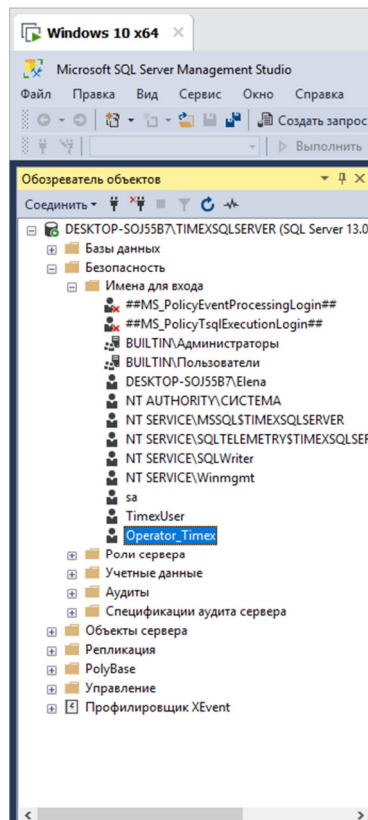 Windows 10 x64
Microsoft SQL Server Management Studio
Файл Правка Вид Сервис Окно Справка
Создать запрос
Выполнить
Обозреватель объектов
Соединить
DESKTOP-SOJ55B7\TIMEXSQLSERVER (SQL Server 13.0
Базы данных
Безопасность
Имена для входа
##MS_PolicyEventProcessingLogin##
##MS_PolicyTsqlExecutionLogin##
BUILTIN\Администраторы
BUILTIN\Пользователи
DESKTOP-SOJ55B7\Elena
NT AUTHORITY\СИСТЕМА
NT SERVICE\MSSQL$TIMEXSQLSERVER
NT SERVICE\SQLTELEMETRY$TIMEXSQLSER
NT SERVICE\SQLWriter
NT SERVICE\Winmgmt
sa
TimexUser
Operator_Timex
Роли сервера
Учетные данные
Аудиты
Спецификации аудита сервера
Объекты сервера
Репликация
PolyBase
Управление
Профилировщик XEvent